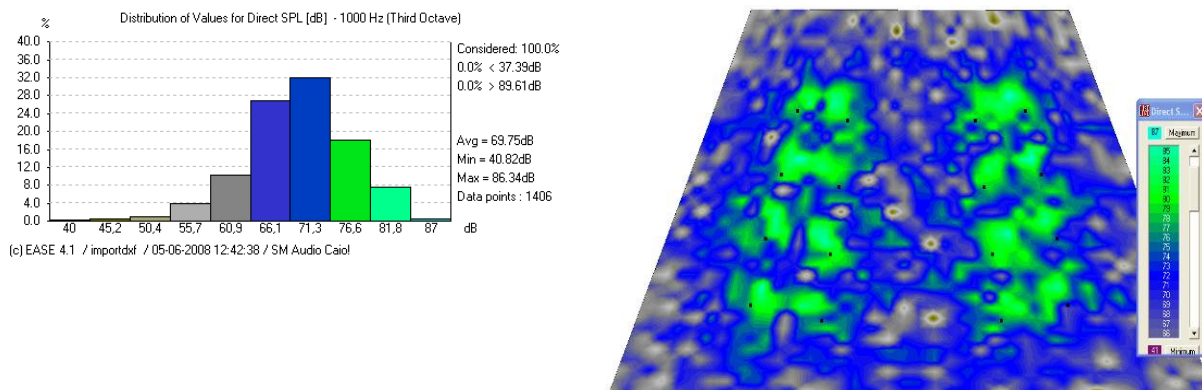 Distribution of Values for Direct SPL [dB] - 1000 Hz (Third Octave)
%
40.0
36.0
32.0
28.0
24.0
20.0
16.0
12.0
8.0
4.0
0.0
40 45,2 50,4 55,7 60,9 66,1 71,3 76,6 81,8 87 dB
Considered: 100.0%
0.0% < 37.39dB
0.0% > 89.61dB
Avg = 69.75dB
Min = 40.82dB
Max = 86.34dB
Data points : 1406
(c) EASE 4.1 / importdxf / 05-06-2008 12:42:38 / SM Audio Caio!
Direct S...
87 Maximum
85
84
83
82
81
80
79
78
77
76
75
74
73
72
71
70
69
68
67
66
41 Minimum